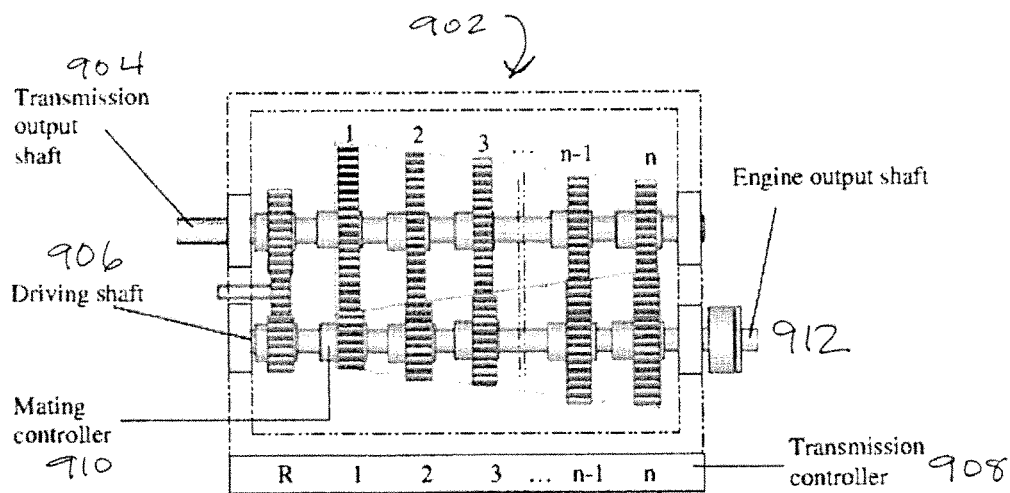 902
904
Transmission
output
shaft
1 2 3 ... n-1 n
Engine output shaft
906
Driving shaft
912
Mating
controller
910
R 1 2 3 ... n-1 n
Transmission
controller 908